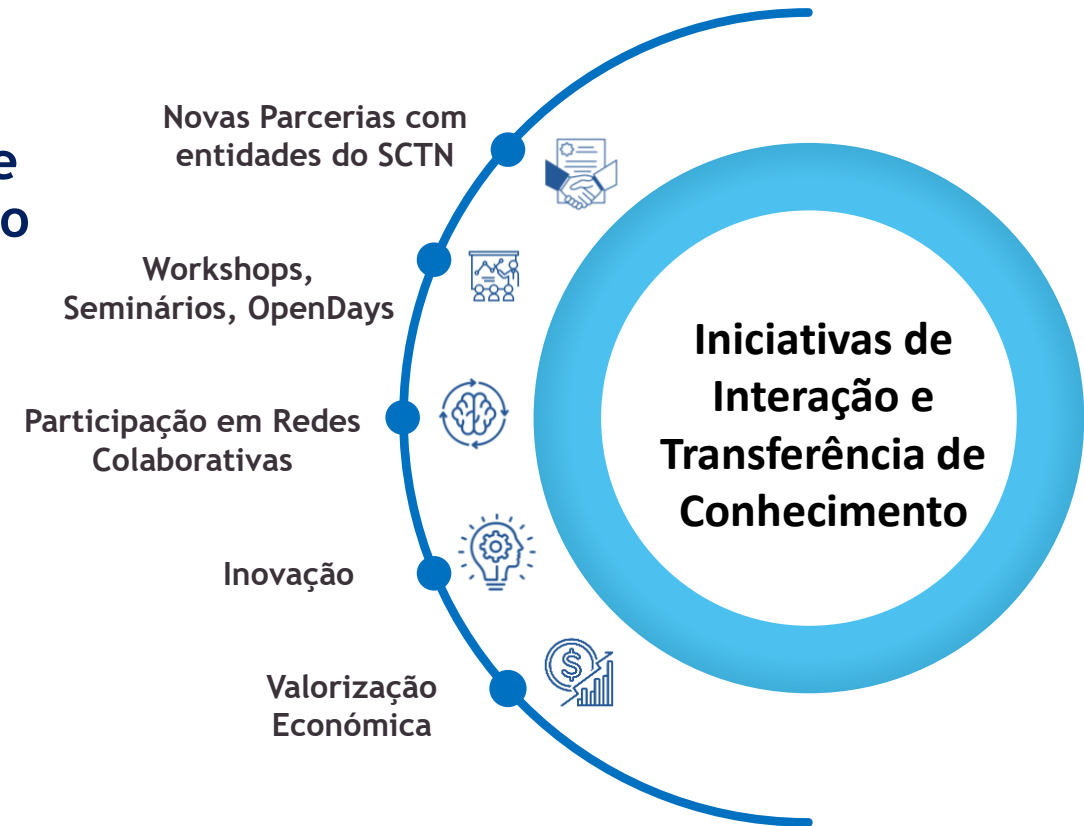 Novas Parcerias com
entidades do SCTN
e
o
Workshops,
Seminários, OpenDays
Participação em Redes
Colaborativas
Inovação
Valorização
Económica
Iniciativas de
Interação e
Transferência de
Conhecimento